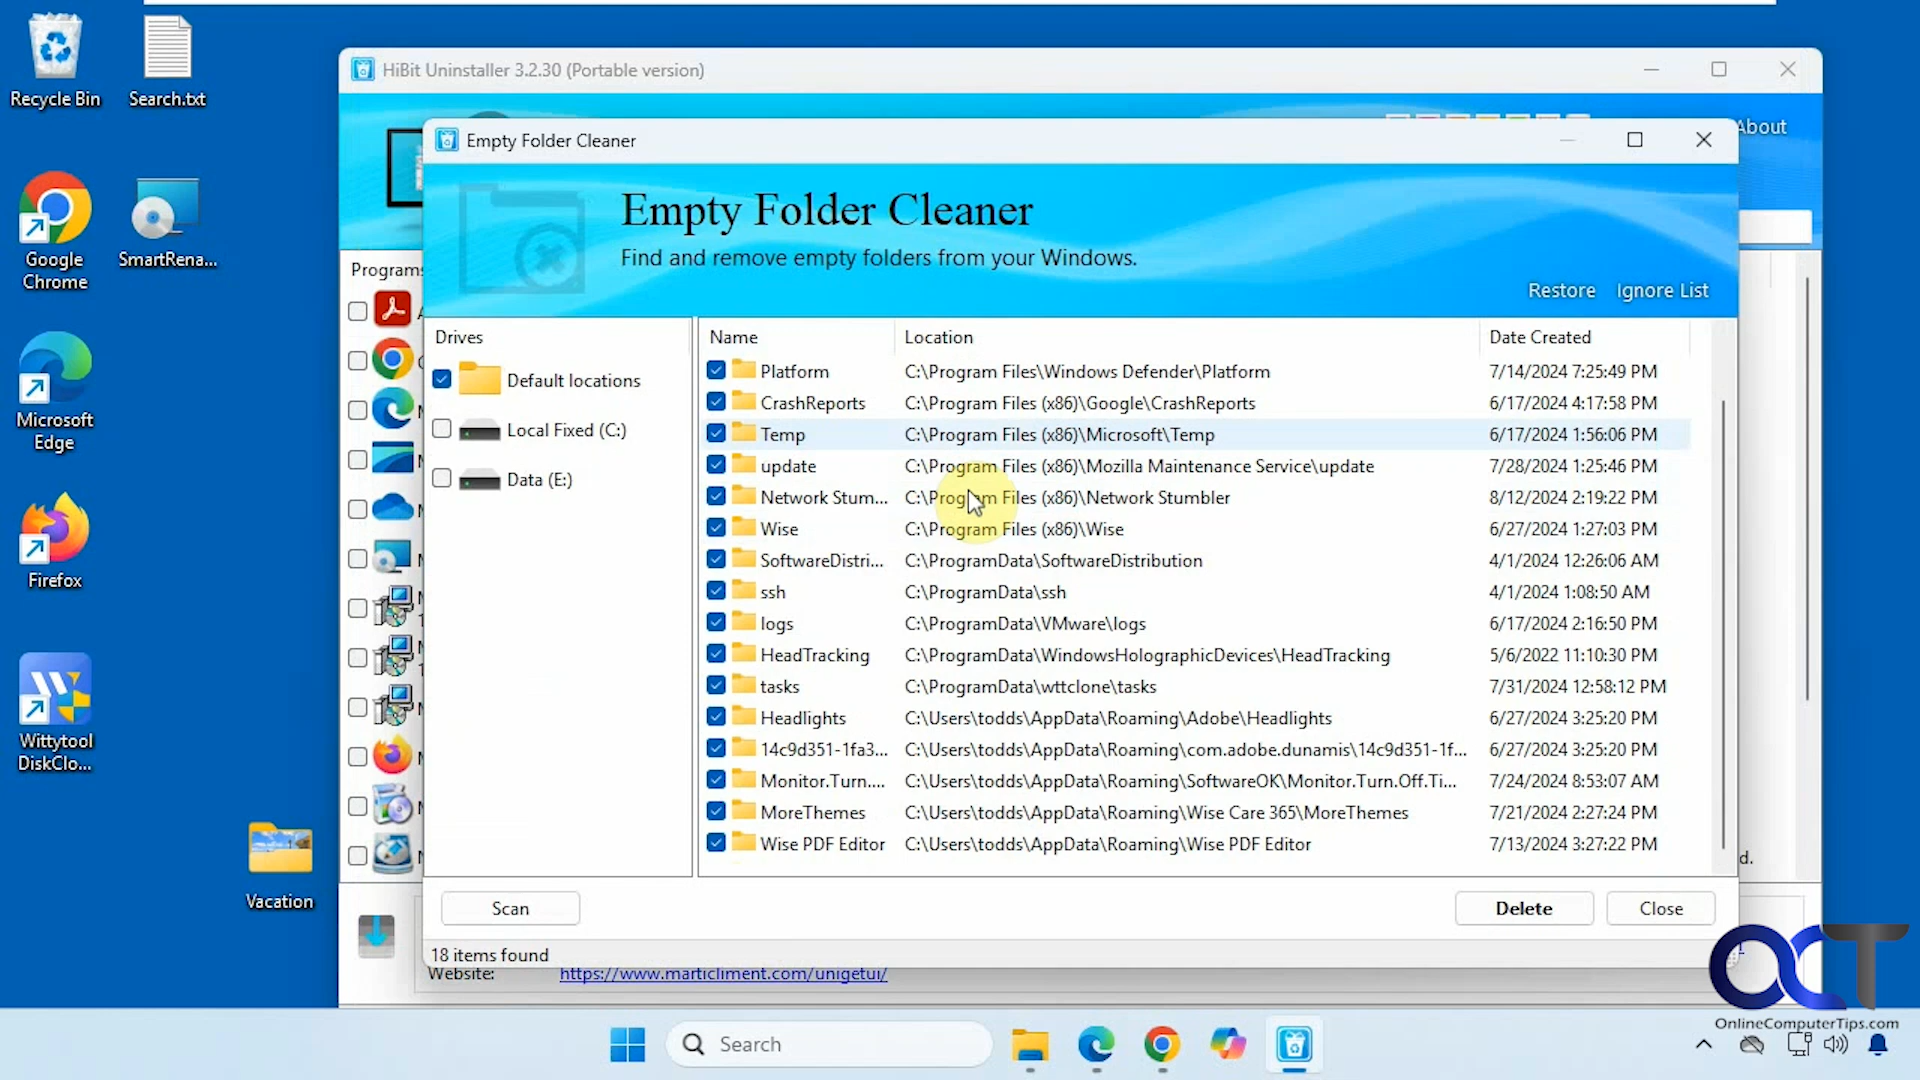 Recycle Bin
Search.txt
Google
Chrome
SmartRena...
Microsoft
Edge
Firefox
Wittytool
DiskClo...
Vacation
HiBit Uninstaller 3.2.30 (Portable version)
About
Programs
Empty Folder Cleaner
Empty Folder Cleaner
Find and remove empty folders from your Windows.
Restore Ignore List
Drives
Default locations
Local Fixed (C:)
Data (E:)
Name Location Date Created
Platform C:\Program Files\Windows Defender\Platform 7/14/2024 7:25:49 PM
CrashReports C:\Program Files (x86)\Google\CrashReports 6/17/2024 4:17:58 PM
Temp C:\Program Files (x86)\Microsoft\Temp 6/17/2024 1:56:06 PM
update C:\Program Files (x86)\Mozilla Maintenance Service\update 7/28/2024 1:25:46 PM
Network Stum... C:\Program Files (x86)\Network Stumbler 8/12/2024 2:19:22 PM
Wise C:\Program Files (x86)\Wise 6/27/2024 1:27:03 PM
SoftwareDistri... C:\ProgramData\SoftwareDistribution 4/1/2024 12:26:06 AM
ssh C:\ProgramData\ssh 4/1/2024 1:08:50 AM
logs C:\ProgramData\VMware\logs 6/17/2024 2:16:50 PM
HeadTracking C:\ProgramData\WindowsHolographicDevices\HeadTracking 5/6/2022 11:10:30 PM
tasks C:\ProgramData\wttclone\tasks 7/31/2024 12:58:12 PM
Headlights C:\Users\todds\AppData\Roaming\Adobe\Headlights 6/27/2024 3:25:20 PM
14c9d351-1fa3... C:\Users\todds\AppData\Roaming\com.adobe.dunamis\14c9d351-1f... 6/27/2024 3:25:20 PM
Monitor.Turn.... C:\Users\todds\AppData\Roaming\SoftwareOK\Monitor.Turn.Off.Ti... 7/24/2024 8:53:07 AM
MoreThemes C:\Users\todds\AppData\Roaming\Wise Care 365\MoreThemes 7/21/2024 2:27:24 PM
Wise PDF Editor C:\Users\todds\AppData\Roaming\Wise PDF Editor 7/13/2024 3:27:22 PM
d.
Scan Delete Close
18 items found
Website: https://www.marticliment.com/unigetui/
OCT
OnlineComputerTips.com
Search